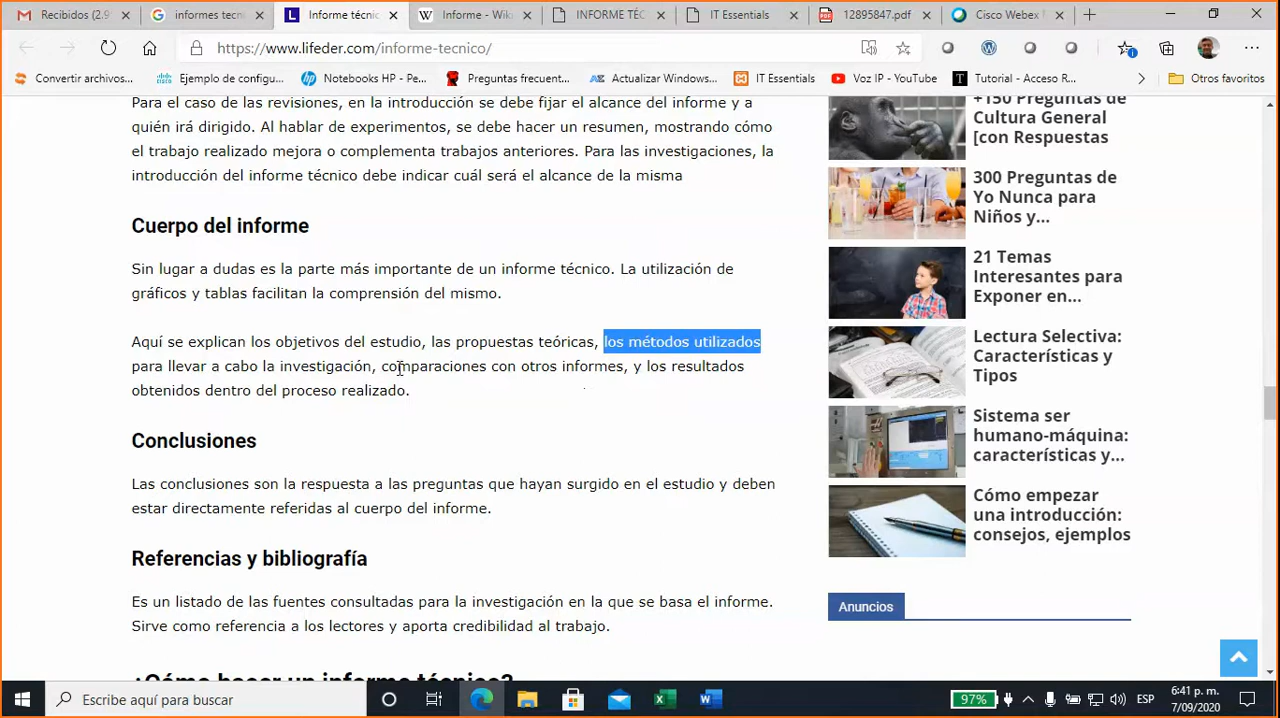 Recibidos (2.9
informes tecn
Informe técnic
Informe - Wiki
INFORME TÉC
IT Essentials
12895847.pdf
Cisco Webex M
https://www.lifeder.com/informe-tecnico/
Convertir archivos...
Ejemplo de configu...
Notebooks HP - Pe...
Preguntas frecuent...
Actualizar Windows...
IT Essentials
Voz IP - YouTube
Tutorial - Acceso R...
Otros favoritos
Para el caso de las revisiones, en la introducción se debe fijar el alcance del informe y a
quién irá dirigido. Al hablar de experimentos, se debe hacer un resumen, mostrando cómo
el trabajo realizado mejora o complementa trabajos anteriores. Para las investigaciones, la
introducción del informe técnico debe indicar cuál será el alcance de la misma
Cuerpo del informe
Sin lugar a dudas es la parte más importante de un informe técnico. La utilización de
gráficos y tablas facilitan la comprensión del mismo.
Aquí se explican los objetivos del estudio, las propuestas teóricas, los métodos utilizados
para llevar a cabo la investigación, comparaciones con otros informes, y los resultados
obtenidos dentro del proceso realizado.
Conclusiones
Las conclusiones son la respuesta a las preguntas que hayan surgido en el estudio y deben
estar directamente referidas al cuerpo del informe.
Referencias y bibliografía
Es un listado de las fuentes consultadas para la investigación en la que se basa el informe.
Sirve como referencia a los lectores y aporta credibilidad al trabajo.
¿Cómo hacer un informe técnico?
+150 Preguntas de
Cultura General
[con Respuestas
300 Preguntas de
Yo Nunca para
Niños y...
21 Temas
Interesantes para
Exponer en...
Lectura Selectiva:
Características y
Tipos
Sistema ser
humano-máquina:
características y...
Cómo empezar
una introducción:
consejos, ejemplos
Anuncios
Escribe aquí para buscar
97%
ESP
6:41 p. m.
7/09/2020